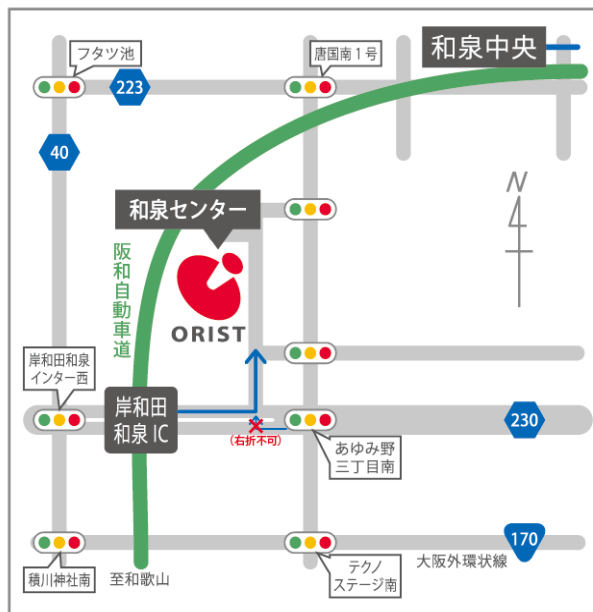 フタツ池
唐国南1号
和泉中央
223
40
N
和泉センター
阪和自動車道
ORIST
岸和田和泉
インター西
岸和田
和泉IC
(右折不可)
あゆみ野
三丁目南
230
積川神社南
至和歌山
テクノ
ステージ南
大阪外環状線
170